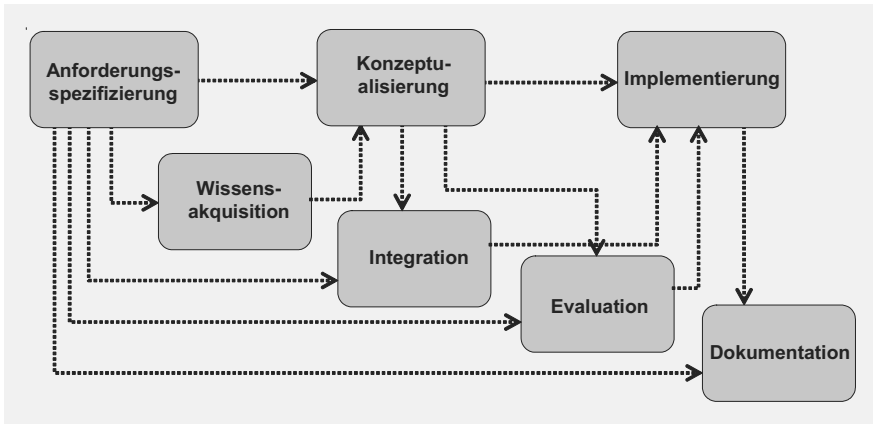 Anforderungs-
spezifizierung
Konzeptu-
alisierung
Implementierung
Wissens-
akquisition
Integration
Evaluation
Dokumentation